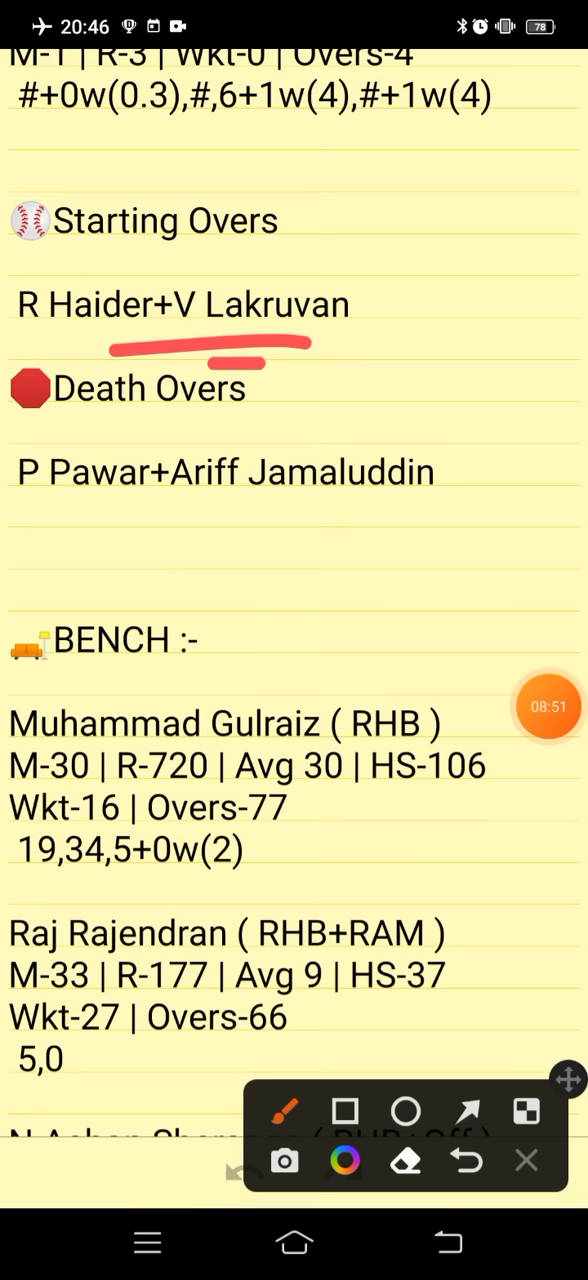 20:46
78
M-1 | R-3 | Wkt-0 | Overs-4
#+0w(0.3),#,6+1w(4),#+1w(4)
Starting Overs
R Haider+V Lakruvan
Death Overs
P Pawar+Ariff Jamaluddin
BENCH :-
08:51
Muhammad Gulraiz ( RHB )
M-30 | R-720 | Avg 30 | HS-106
Wkt-16 | Overs-77
19,34,5+0w(2)
Raj Rajendran ( RHB+RAM )
M-33 | R-177 | Avg 9 | HS-37
Wkt-27 | Overs-66
5,0